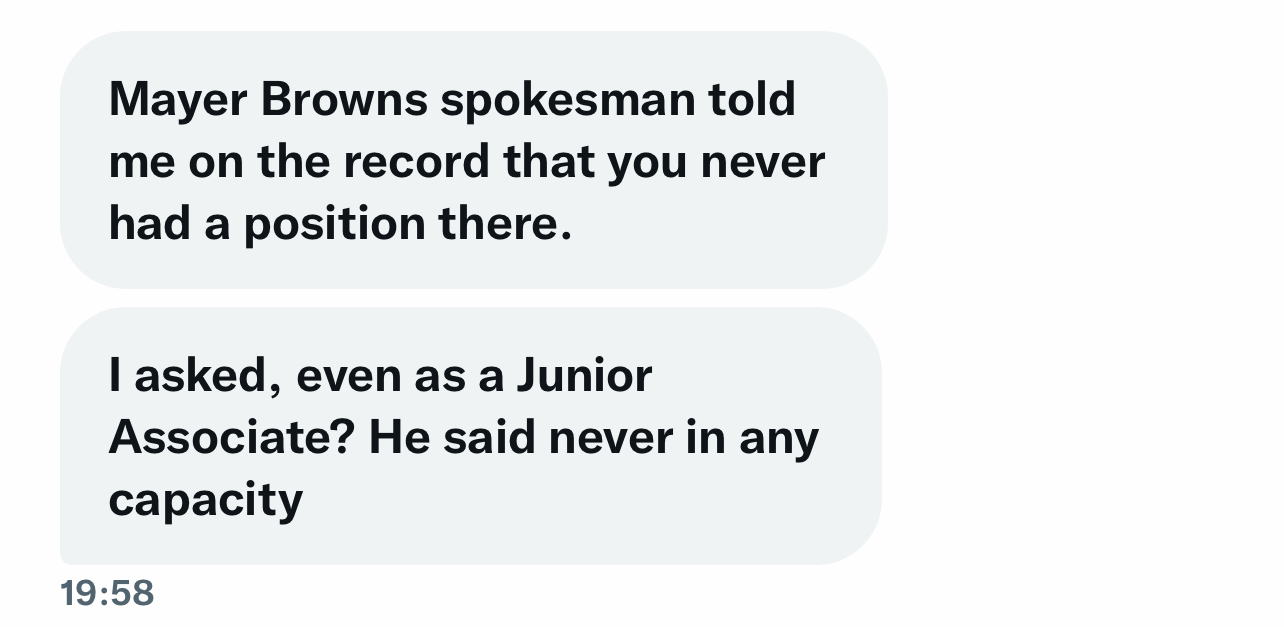 Mayer Browns spokesman told
me on the record that you never
had a position there.
I asked, even as a Junior
Associate? He said never in any
capacity
19:58